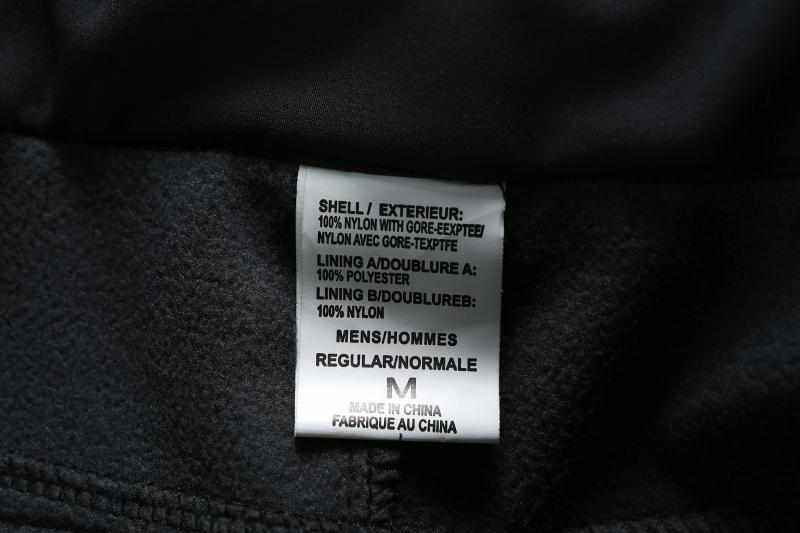 SHELL / EXTERIEUR:
100% NYLON WITH GORE-EEXPTEE/
NYLON AVEC GORE-TEXPTFE
LINING A/DOUBLURE A:
100% POLYESTER
LINING B/DOUBLUREB:
100% NYLON
MENS/HOMMES
REGULAR/NORMALE
M
MADE IN CHINA
FABRIQUE AU CHINA